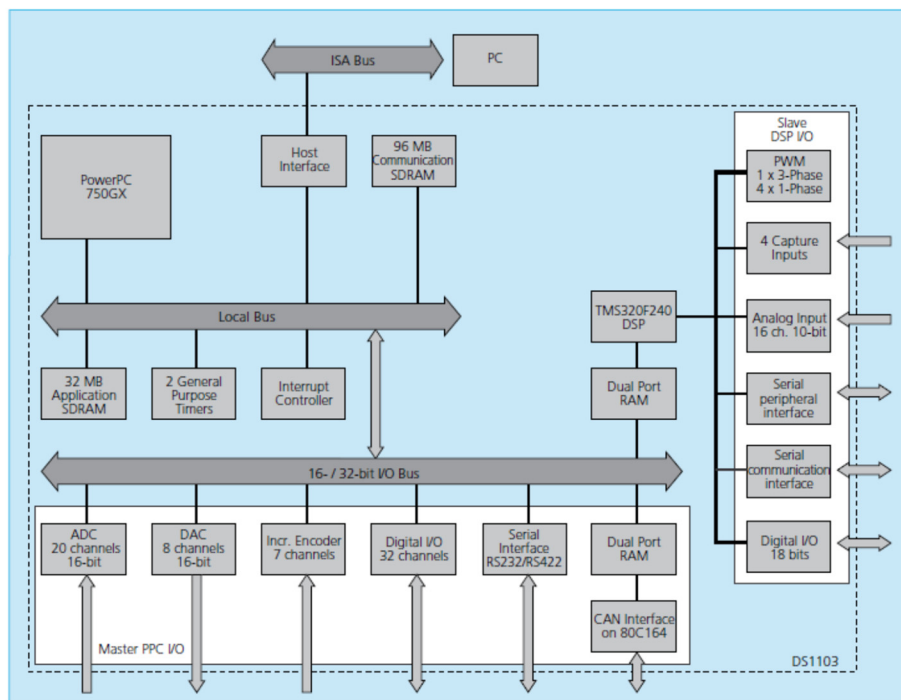 ISA Bus
PC
PowerPC
750GX
Host
Interface
96 MB
Communication
SDRAM
Slave
DSP I/O
PWM
1 x 3-Phase
4 x 1-Phase
4 Capture
Inputs
Local Bus
TMS320F240
DSP
Analog Input
16 ch. 10-bit
32 MB
Application
SDRAM
2 General
Purpose
Timers
Interrupt
Controller
Dual Port
RAM
Serial
peripheral
interface
16- / 32-bit I/O Bus
Serial
communication
interface
ADC
20 channels
16-bit
DAC
8 channels
16-bit
Incr. Encoder
7 channels
Digital I/O
32 channels
Serial
Interface
RS232/RS422
Dual Port
RAM
Digital I/O
18 bits
CAN Interface
on 80C164
Master PPC I/O
DS1103